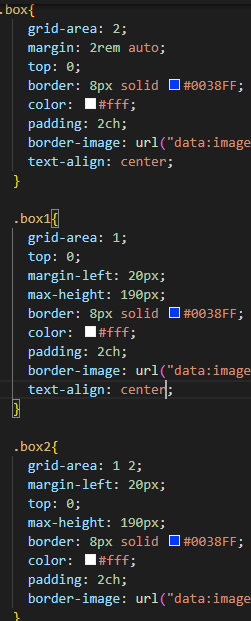 .box{
grid-area: 2;
margin: 2rem auto;
top: 0;
border: 8px solid #0038FF;
color: #fff;
padding: 2ch;
border-image: url("data:image
text-align: center;
}
.box1{
grid-area: 1;
top: 0;
margin-left: 20px;
max-height: 190px;
border: 8px solid #0038FF;
color: #fff;
padding: 2ch;
border-image: url("data:image
text-align: center;
}
.box2{
grid-area: 1 2;
margin-left: 20px;
top: 0;
max-height: 190px;
border: 8px solid #0038FF;
color: #fff;
padding: 2ch;
border-image: url("data:image
}